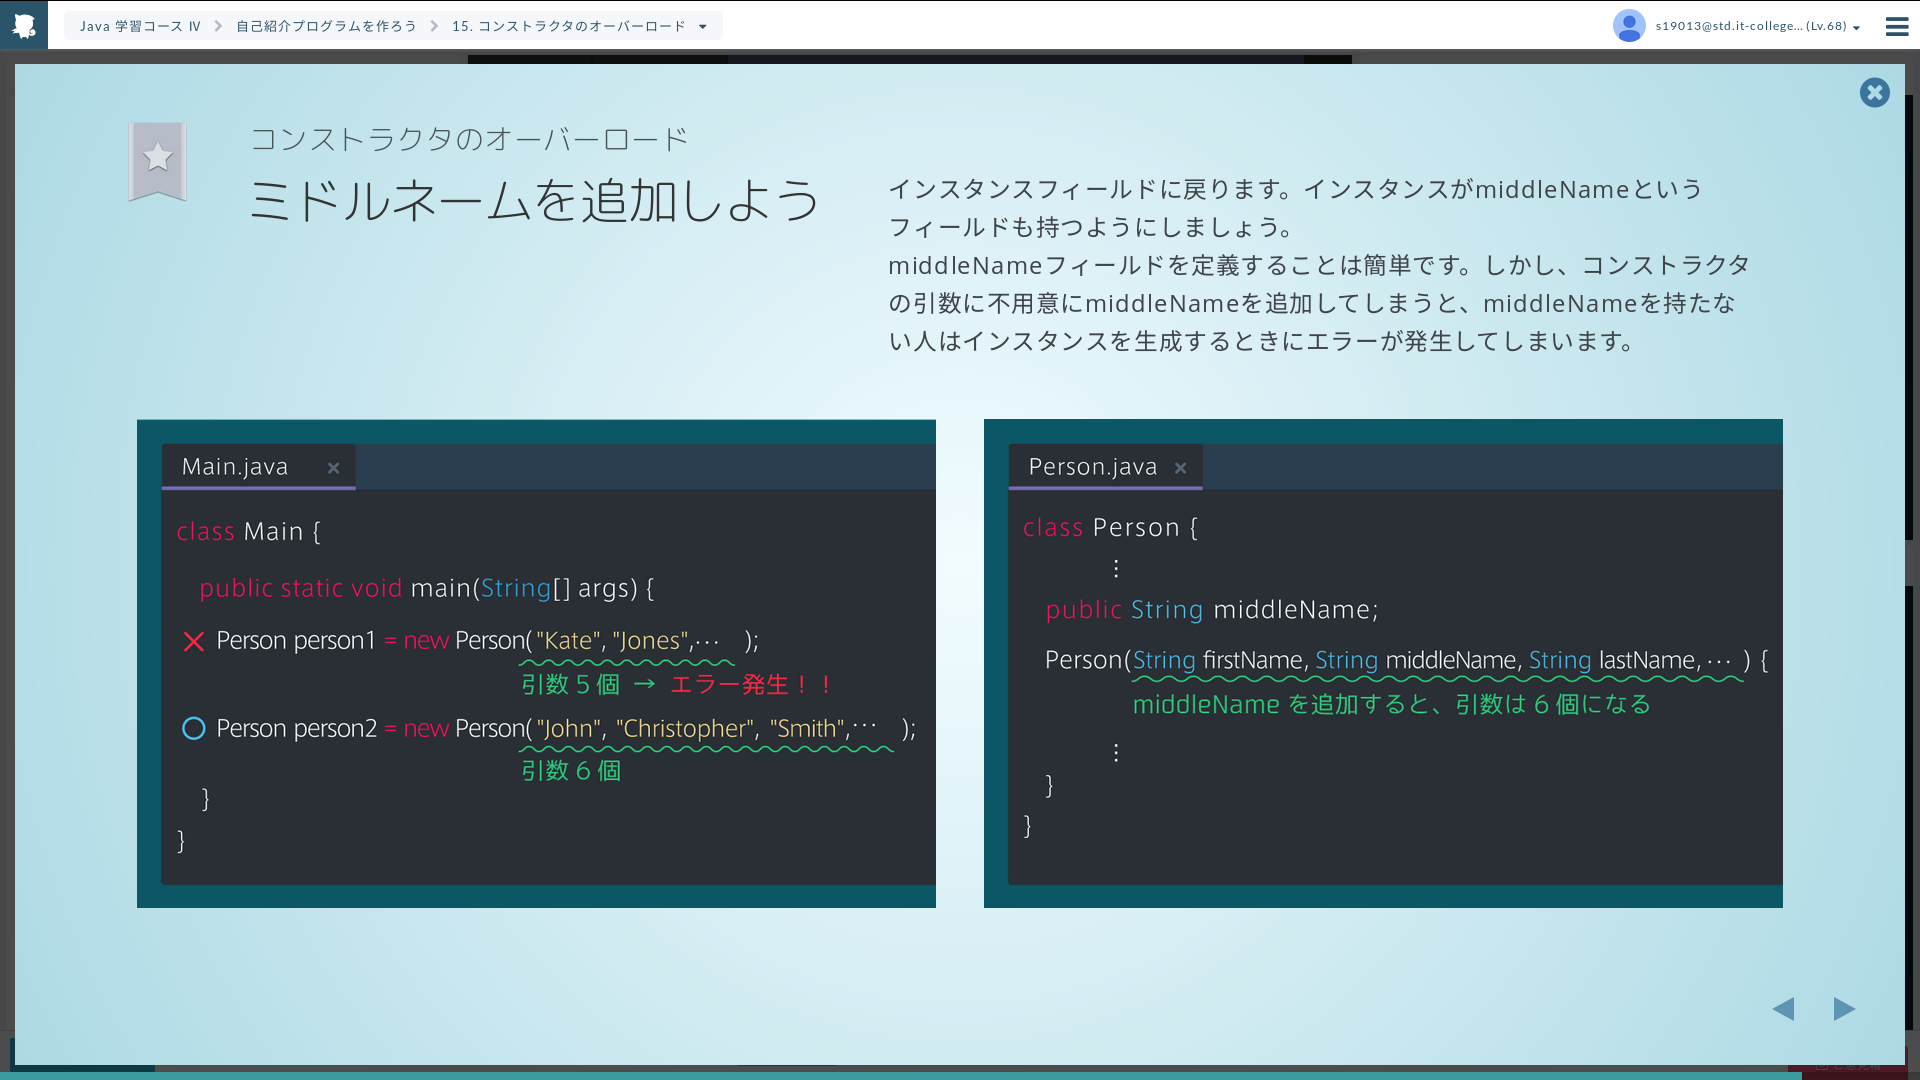 Java 学習コース Ⅳ
自己紹介プログラムを作ろう
15. コンストラクタのオーバーロード
s19013@std.it-college... (Lv.68)
コンストラクタのオーバーロード
ミドルネームを追加しよう
インスタンスフィールドに戻ります。インスタンスがmiddleNameという
フィールドも持つようにしましょう。
middleNameフィールドを定義することは簡単です。しかし、コンストラクタ
の引数に不用意にmiddleNameを追加してしまうと、middleNameを持たな
い人はインスタンスを生成するときにエラーが発生してしまいます。
Main.java ×
class Main {
public static void main(String[] args) {
× Person person1 = new Person("Kate", "Jones",… );
引数 5 個 → エラー発生！！
○ Person person2 = new Person("John", "Christopher", "Smith",… );
引数 6 個
}
}
Person.java ×
class Person {
⋮
public String middleName;
Person(String firstName, String middleName, String lastName, … ) {
middleName を追加すると、引数は 6 個になる
⋮
}
}